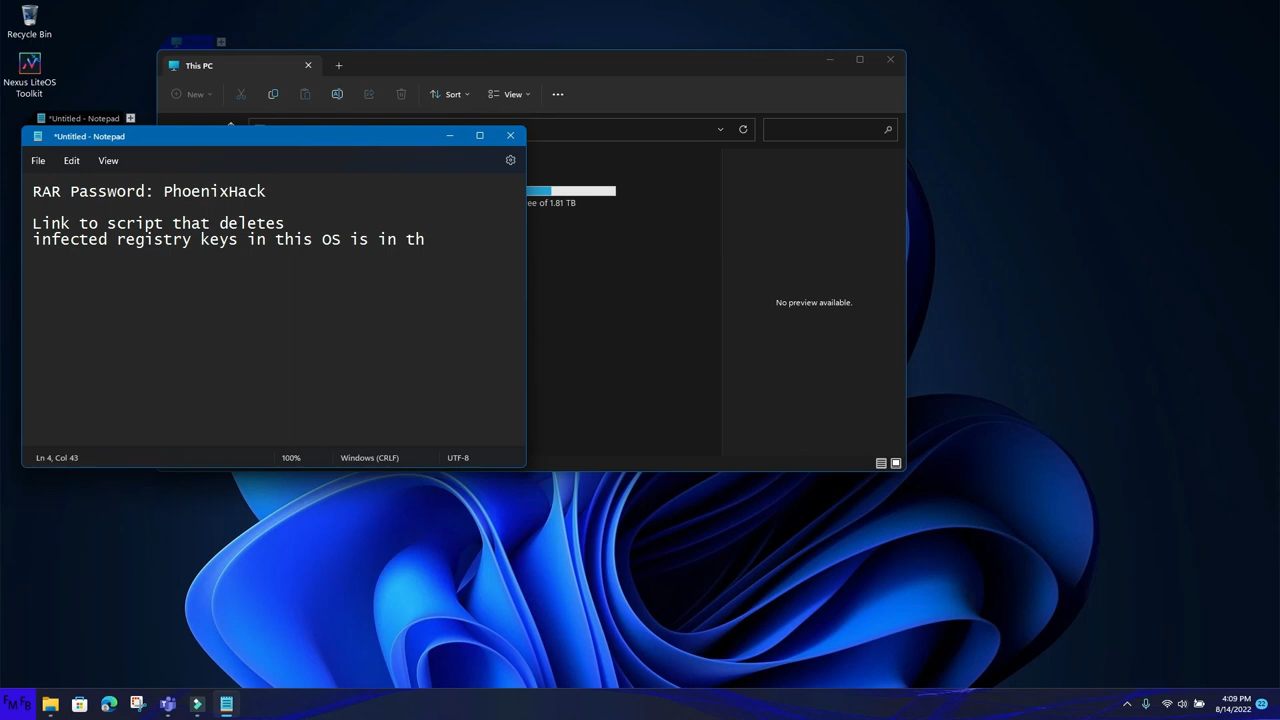 Recycle Bin
Nexus LiteOS
Toolkit
This PC
New
Sort
View
*Untitled - Notepad
*Untitled - Notepad
File
Edit
View
RAR Password: PhoenixHack
Link to script that deletes
infected registry keys in this OS is in th
ee of 1.81 TB
No preview available.
Ln 4, Col 43
100%
Windows (CRLF)
UTF-8
FM FB
4:09 PM
8/14/2022
22